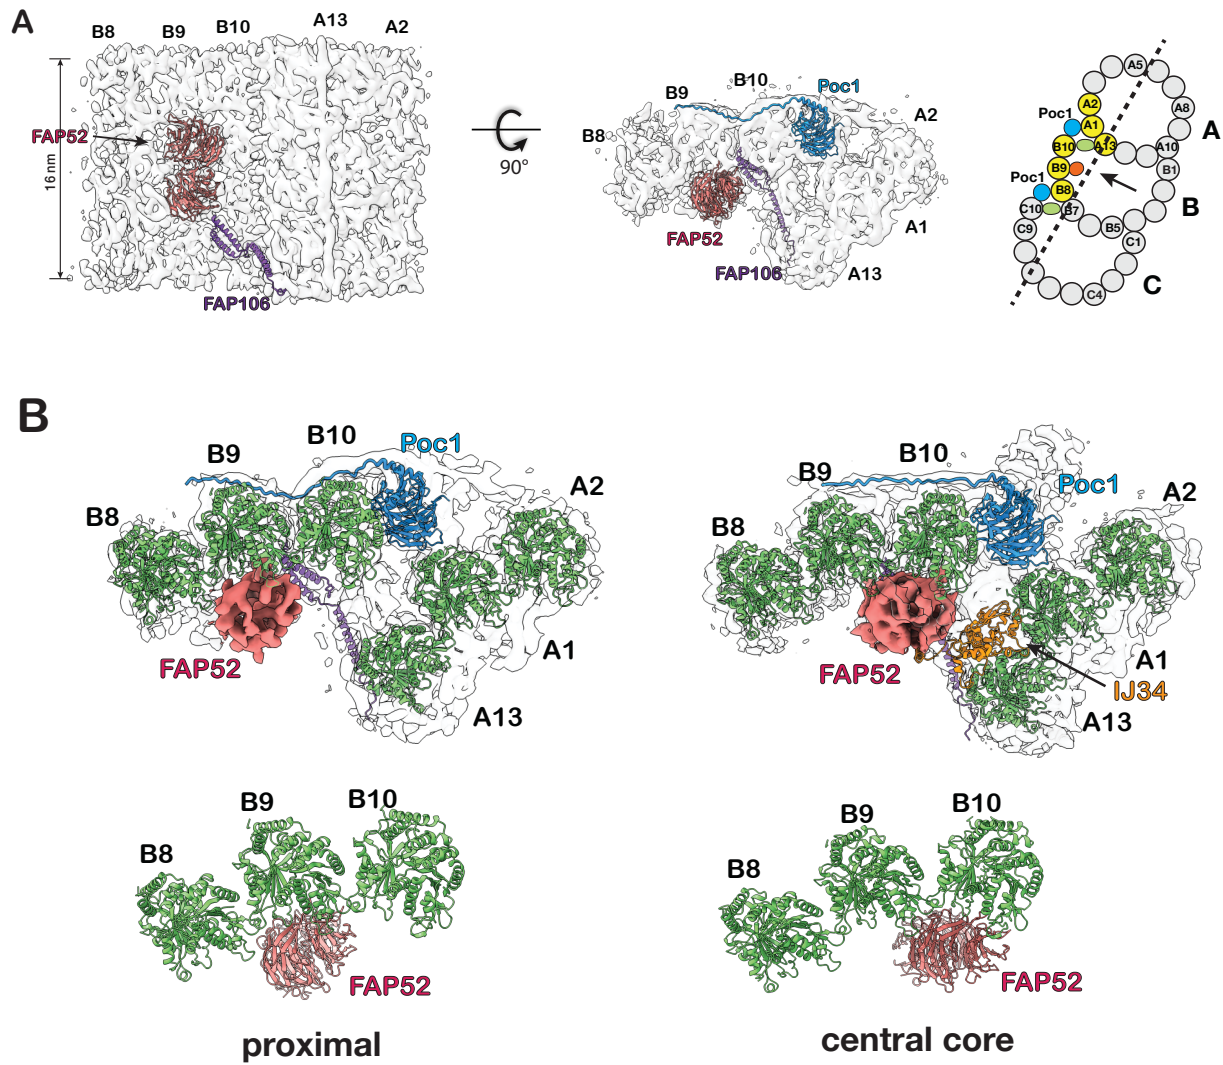 A
B8
B9
B10
A13
A2
FAP52
16 nm
FAP106
90°
B8
B9
B10
Poc1
A2
FAP52
FAP106
A1
A13
A5
A2
A8
Poc1
A1
A
B10
A13
A10
B9
B1
Poc1
B8
B
C10
B7
C9
B5
C1
C
C4
B
B8
B9
B10
Poc1
A2
FAP52
A1
A13
B8
B9
B10
Poc1
A2
FAP52
A1
IJ34
A13
B8
B9
B10
FAP52
B8
B9
B10
FAP52
proximal
central core